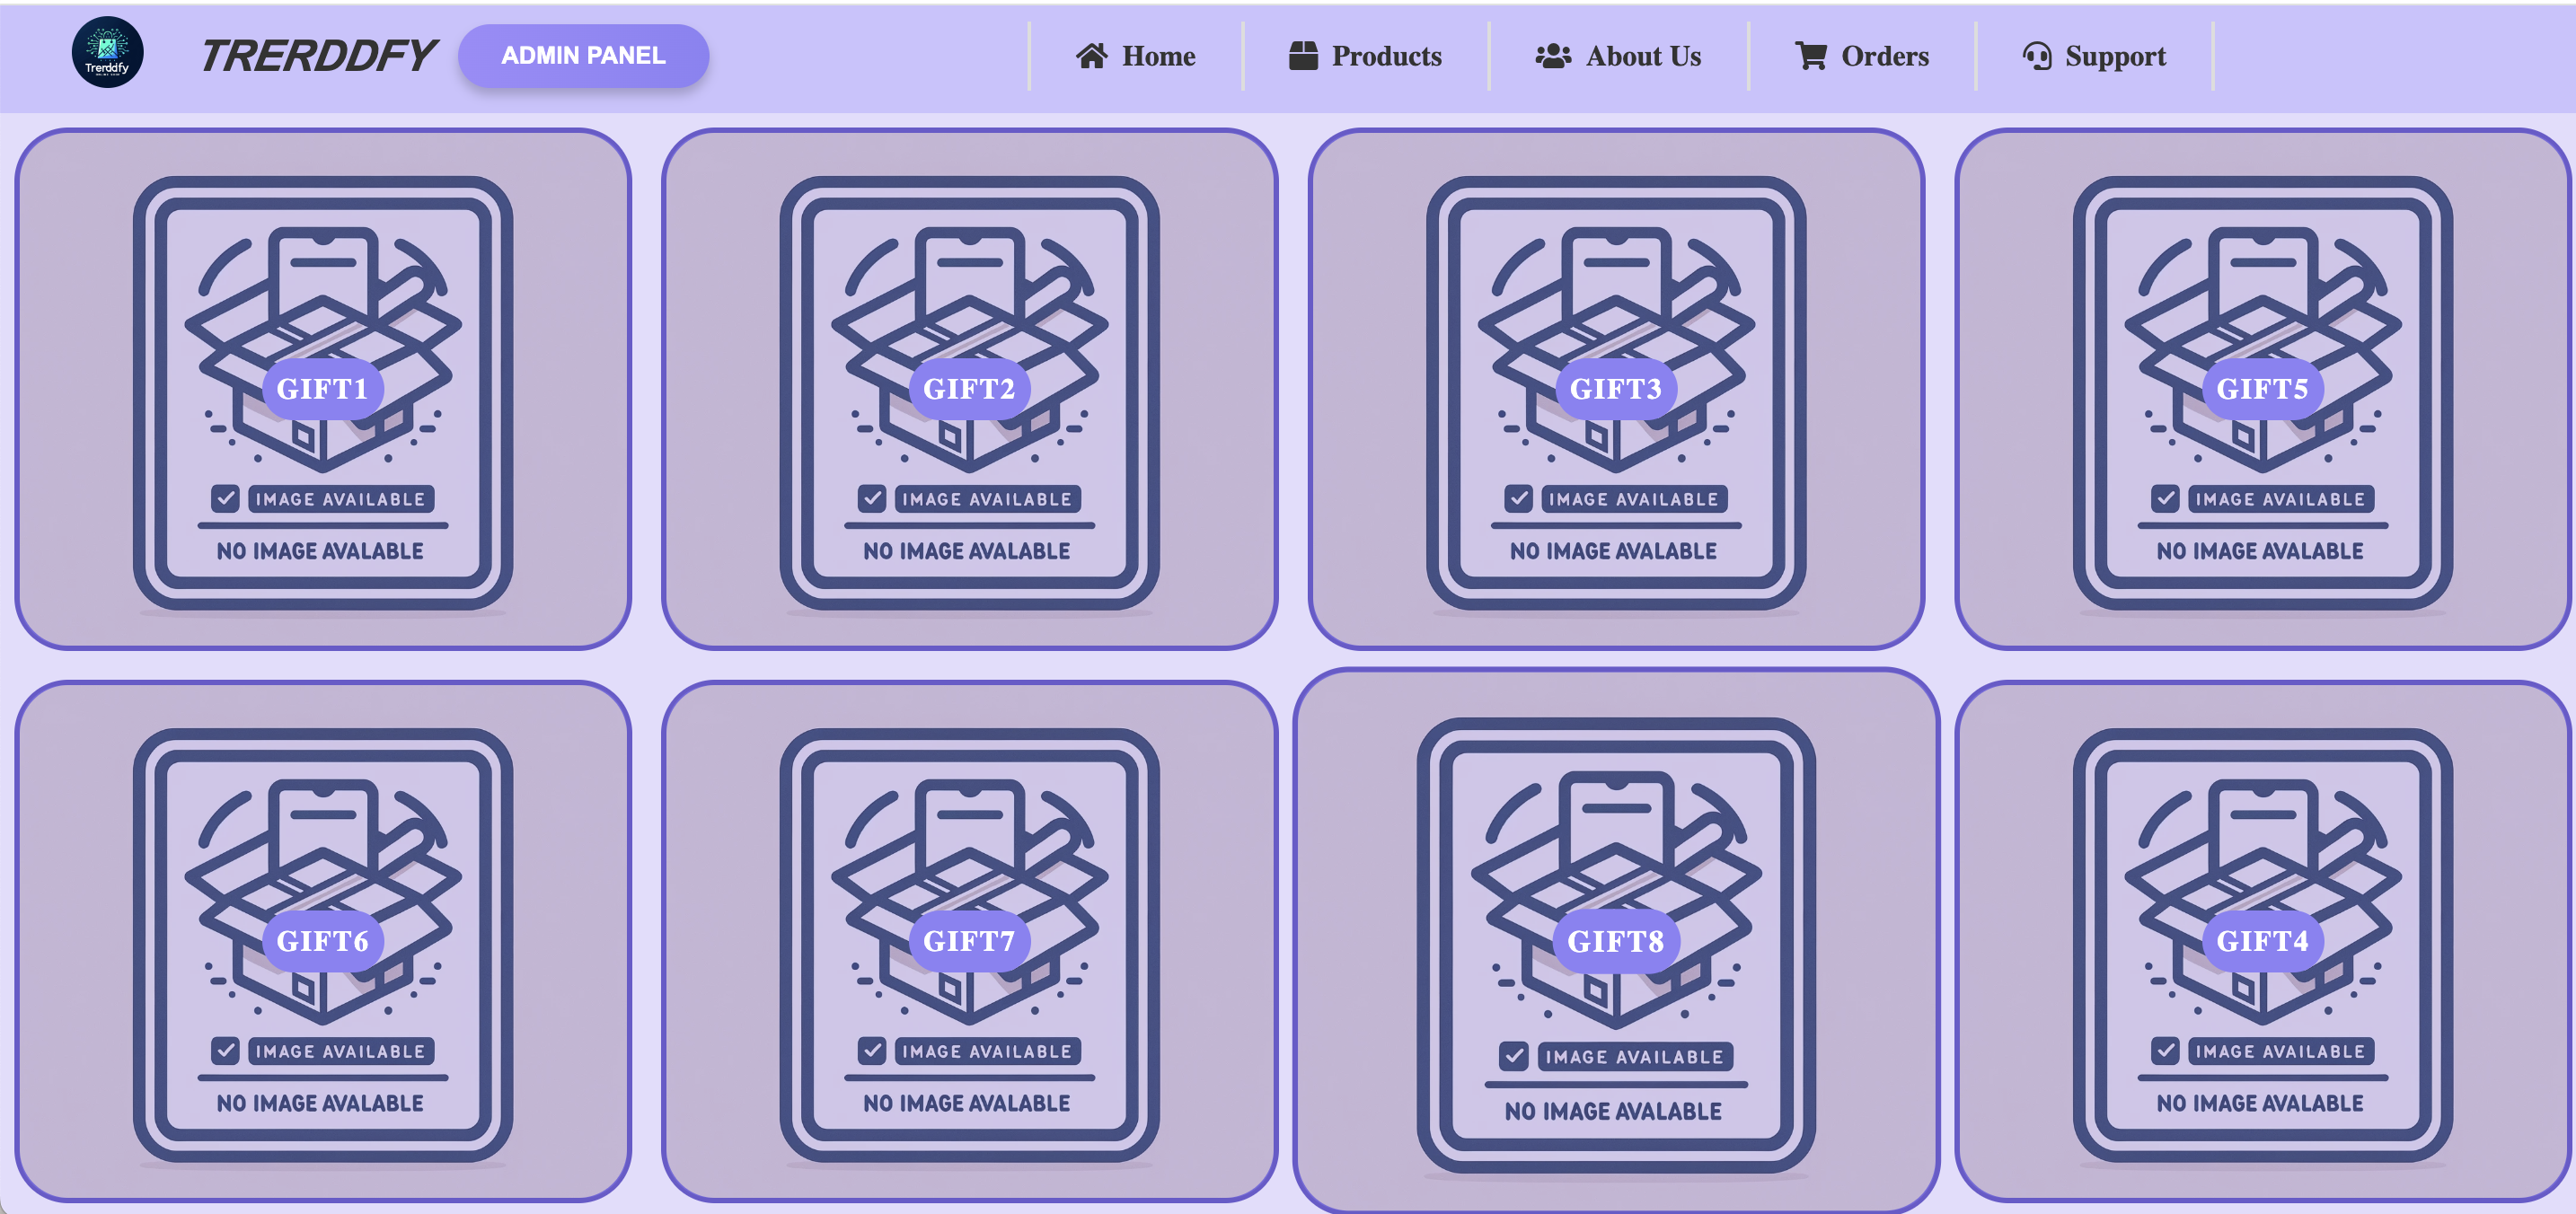 Trerddfy
TRERDDFY
ADMIN PANEL
Home
Products
About Us
Orders
Support
GIFT1
IMAGE AVAILABLE
NO IMAGE AVALABLE
GIFT2
IMAGE AVAILABLE
NO IMAGE AVALABLE
GIFT3
IMAGE AVAILABLE
NO IMAGE AVALABLE
GIFT5
IMAGE AVAILABLE
NO IMAGE AVALABLE
GIFT6
IMAGE AVAILABLE
NO IMAGE AVALABLE
GIFT7
IMAGE AVAILABLE
NO IMAGE AVALABLE
GIFT8
IMAGE AVAILABLE
NO IMAGE AVALABLE
GIFT4
IMAGE AVAILABLE
NO IMAGE AVALABLE